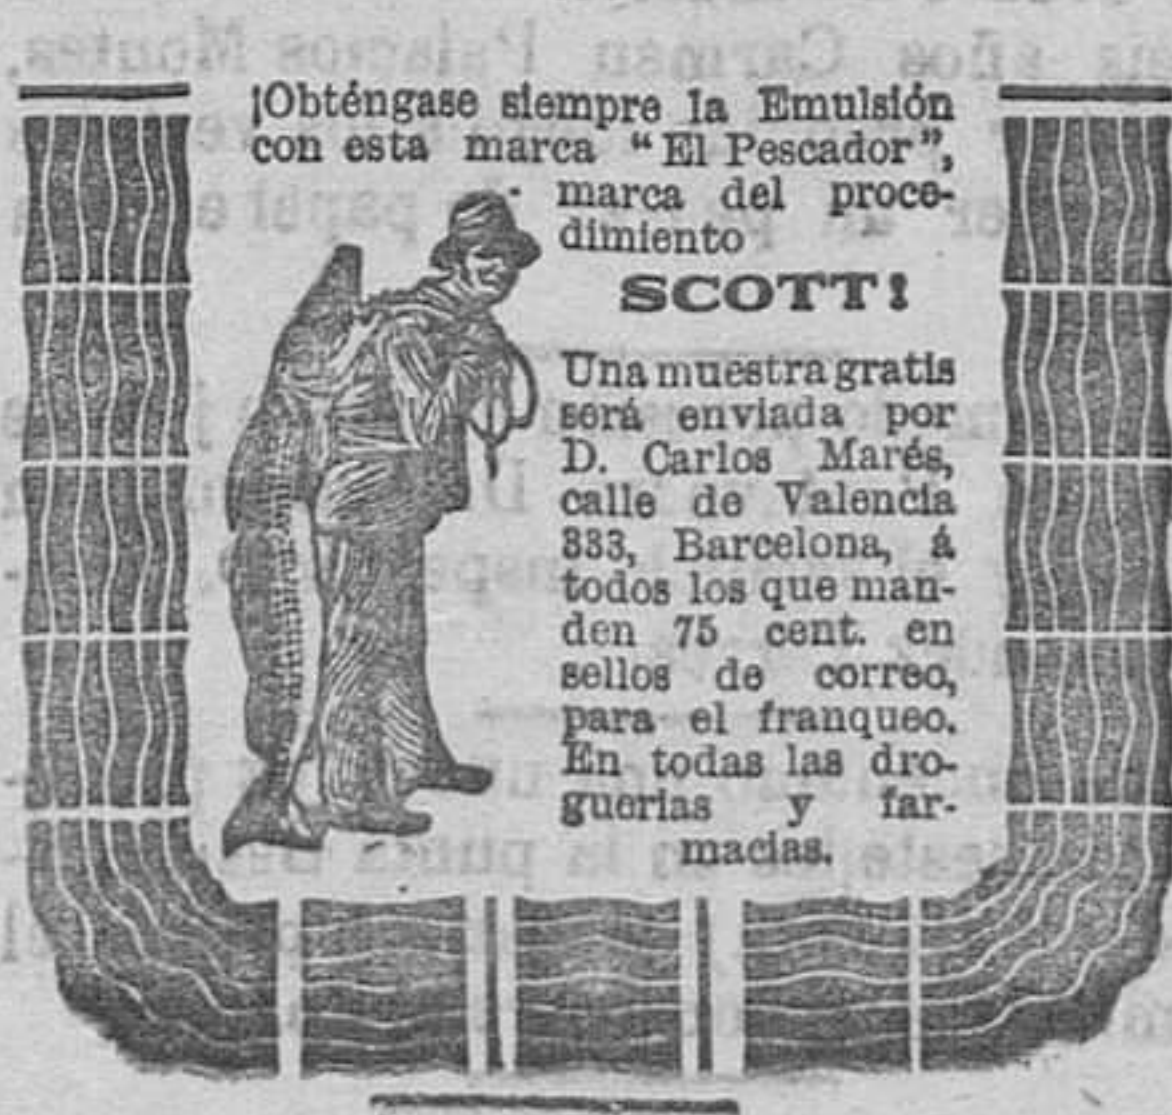 ¡Obténgase siempre la Emulsión
con esta marca "El Pescador",
marca del proce-
dimiento
SCOTT!
Una muestra gratis
será enviada por
D. Carlos Marés,
calle de Valencia
333, Barcelona, á
todos los que man-
den 75 cent. en
sellos de correo,
para el franqueo.
En todas las dro-
guerias y far-
macias.